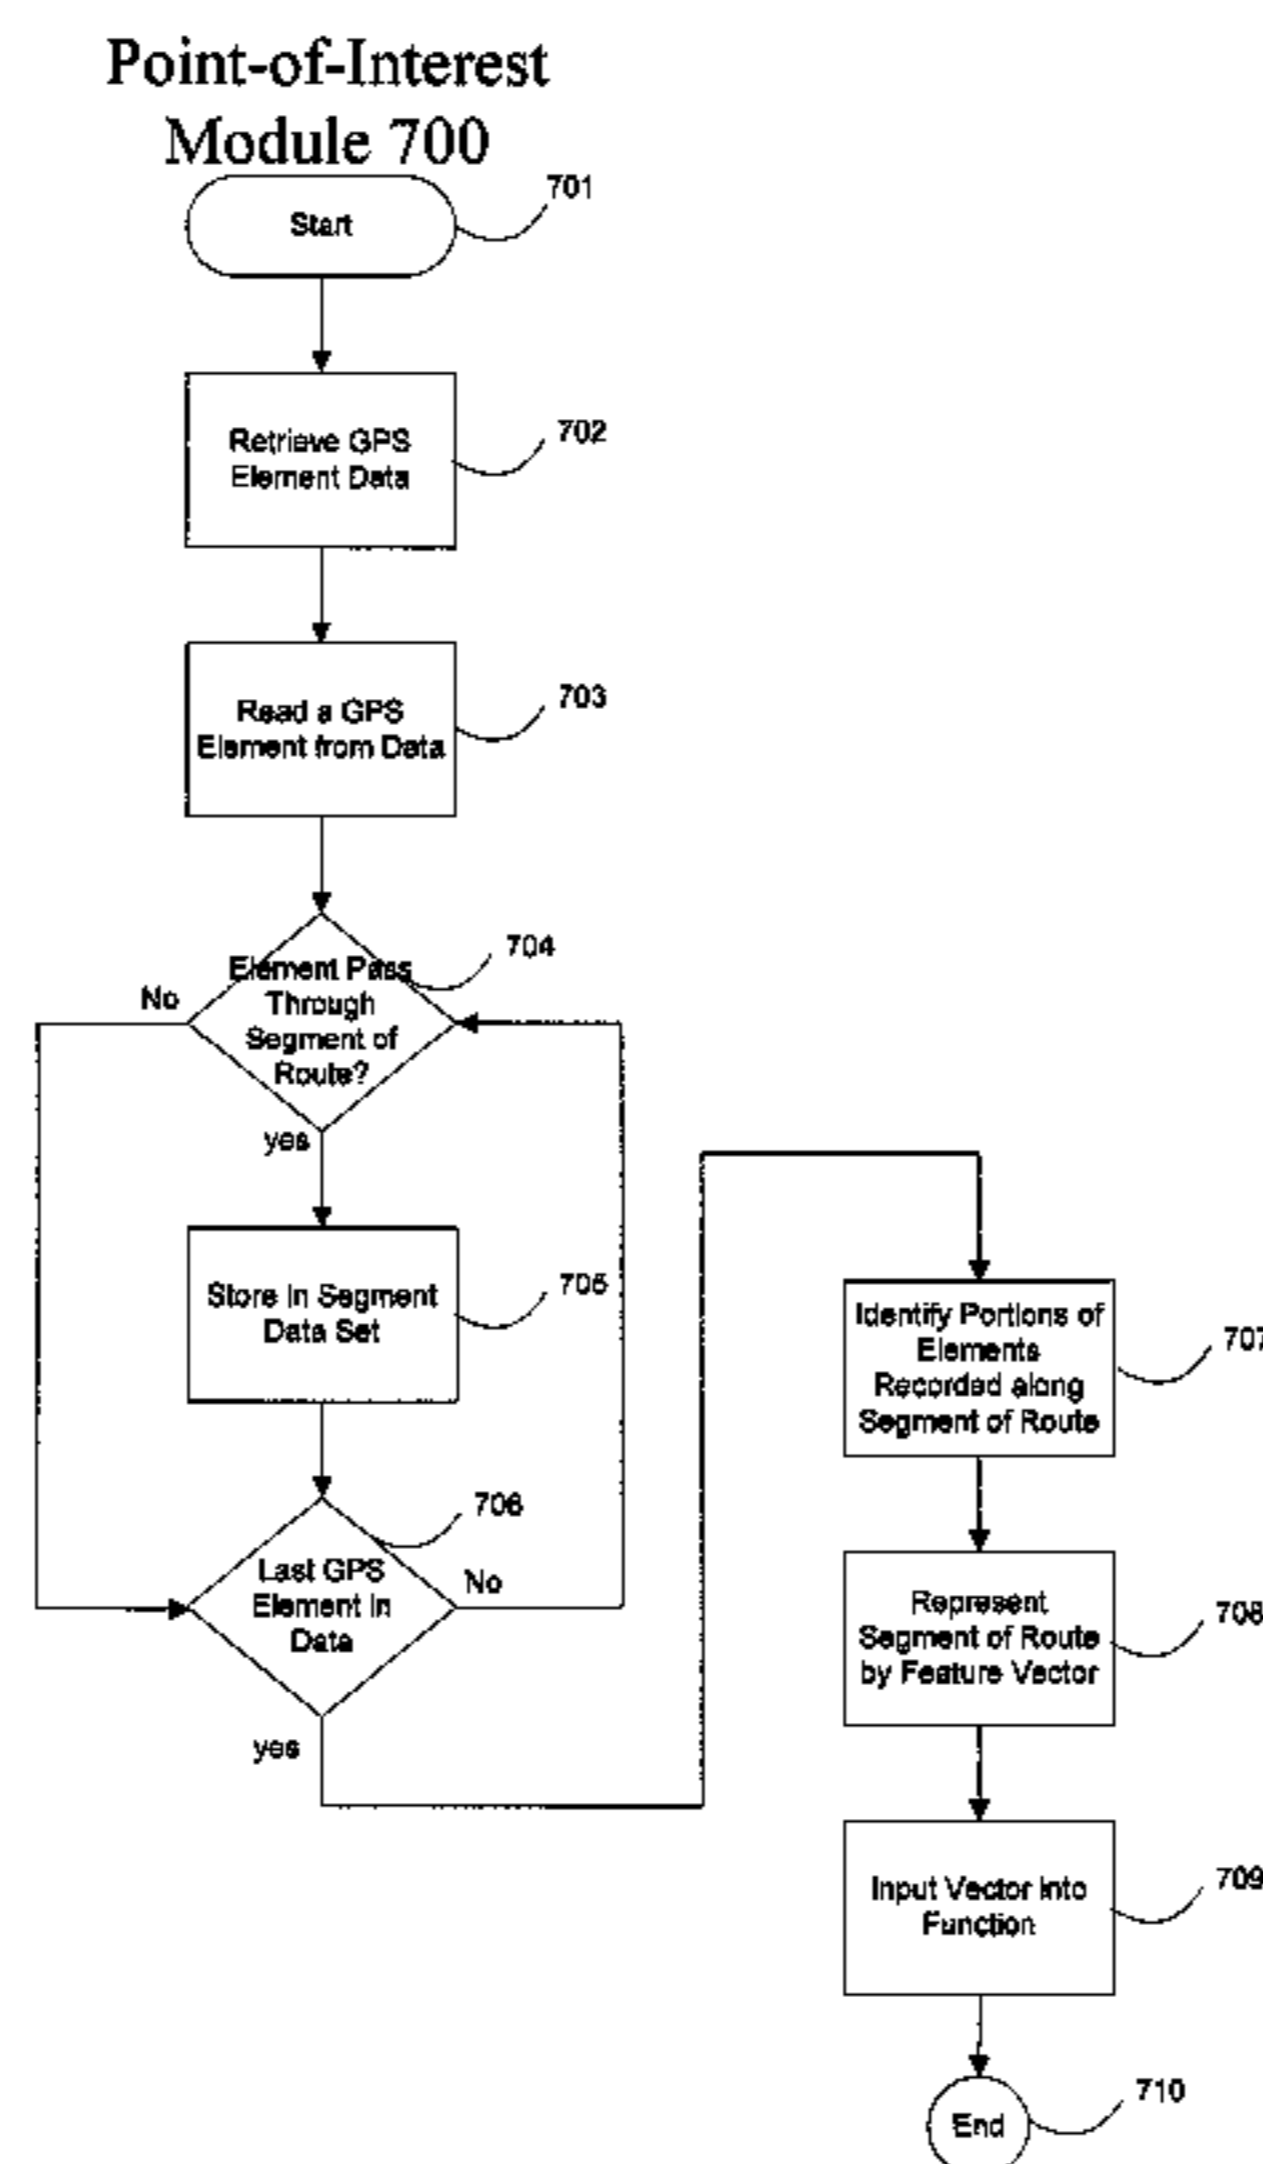 Point-of-Interest
Module 700
Start
701
Retrieve GPS
Element Data
702
Read a GPS
Element from Data
703
Element Pass
Through
Segment of
Route?
704
No
yes
Store in Segment
Data Set
705
Last GPS
Element in
Data
706
No
yes
Identify Portions of
Elements
Recorded along
Segment of Route
707
Represent
Segment of Route
by Feature Vector
708
Input Vector into
Function
709
End
710